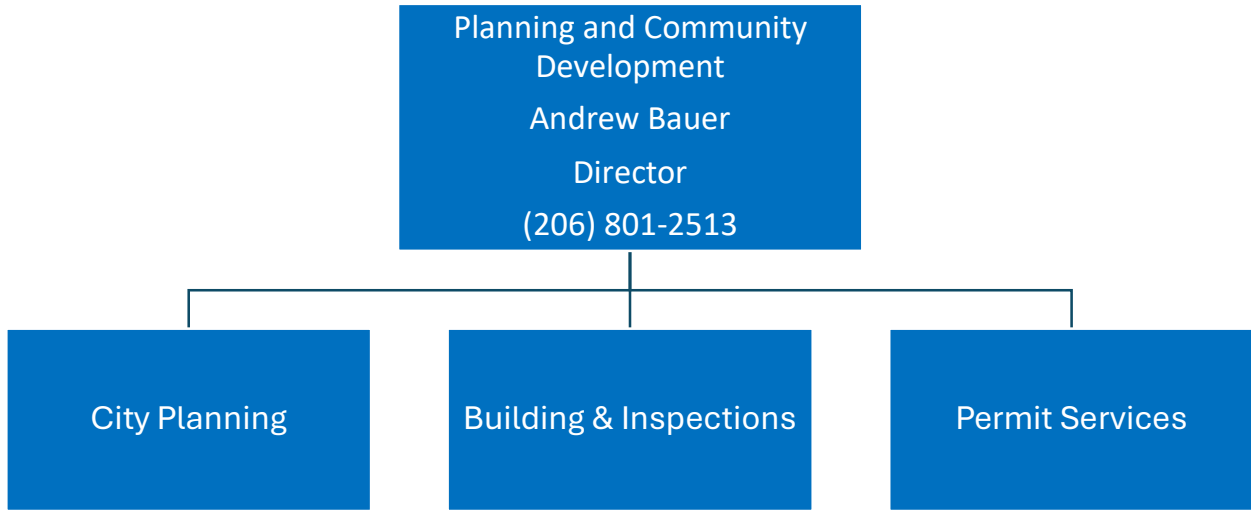 Planning and Community
Development
Andrew Bauer
Director
(206) 801-2513
City Planning
Building & Inspections
Permit Services